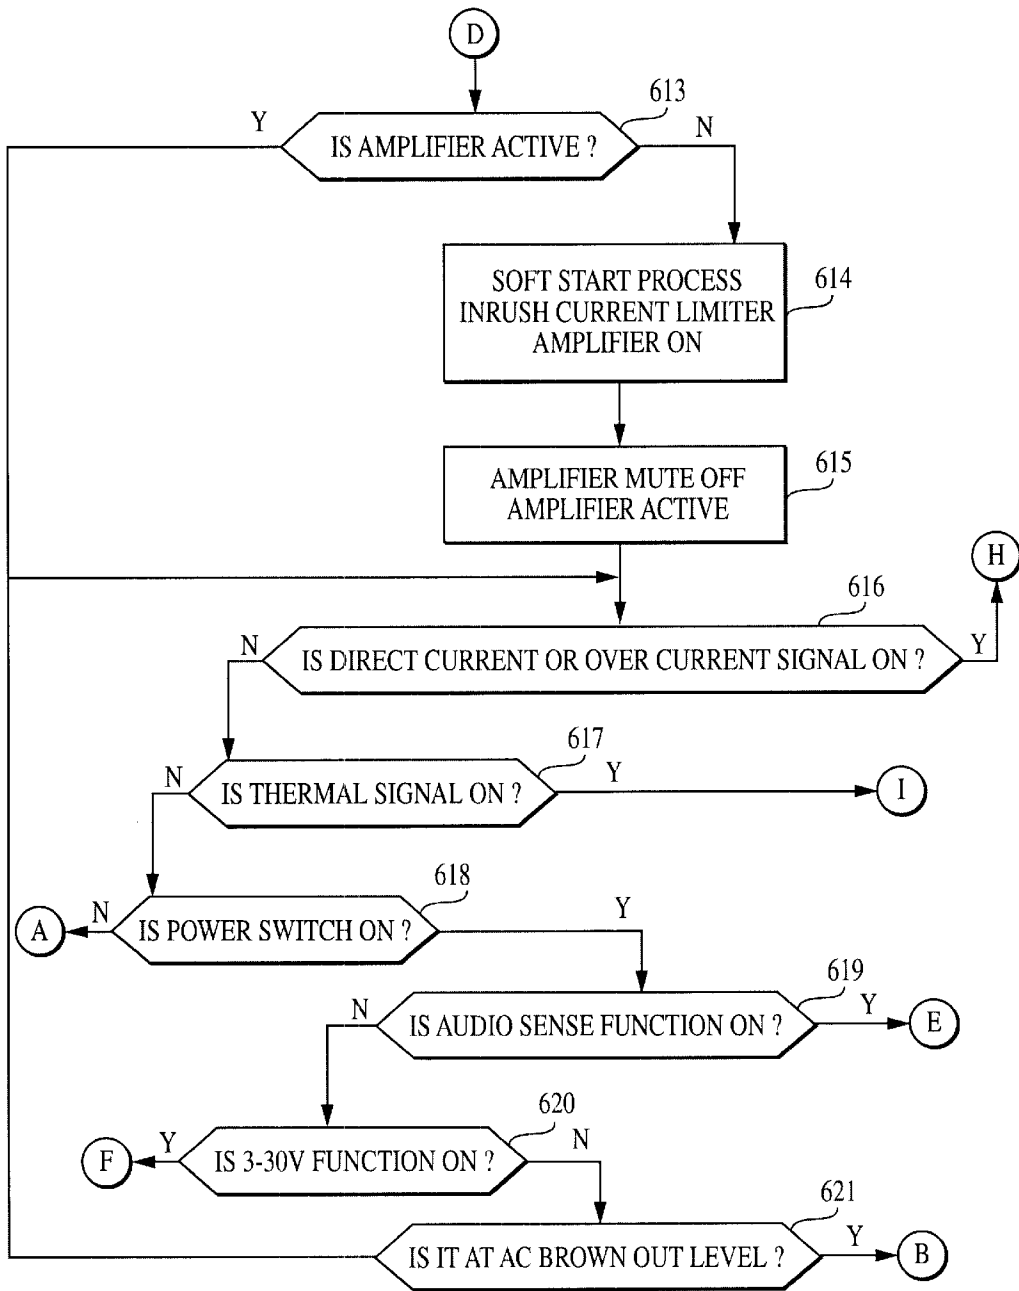 D
613
Y
N
IS AMPLIFIER ACTIVE ?
SOFT START PROCESS
INRUSH CURRENT LIMITER
AMPLIFIER ON
614
AMPLIFIER MUTE OFF
AMPLIFIER ACTIVE
615
H
616
N
IS DIRECT CURRENT OR OVER CURRENT SIGNAL ON ?
Y
617
N
IS THERMAL SIGNAL ON ?
Y
I
618
A
N
IS POWER SWITCH ON ?
Y
619
N
IS AUDIO SENSE FUNCTION ON ?
Y
E
620
F
Y
IS 3-30V FUNCTION ON ?
N
621
IS IT AT AC BROWN OUT LEVEL ?
Y
B